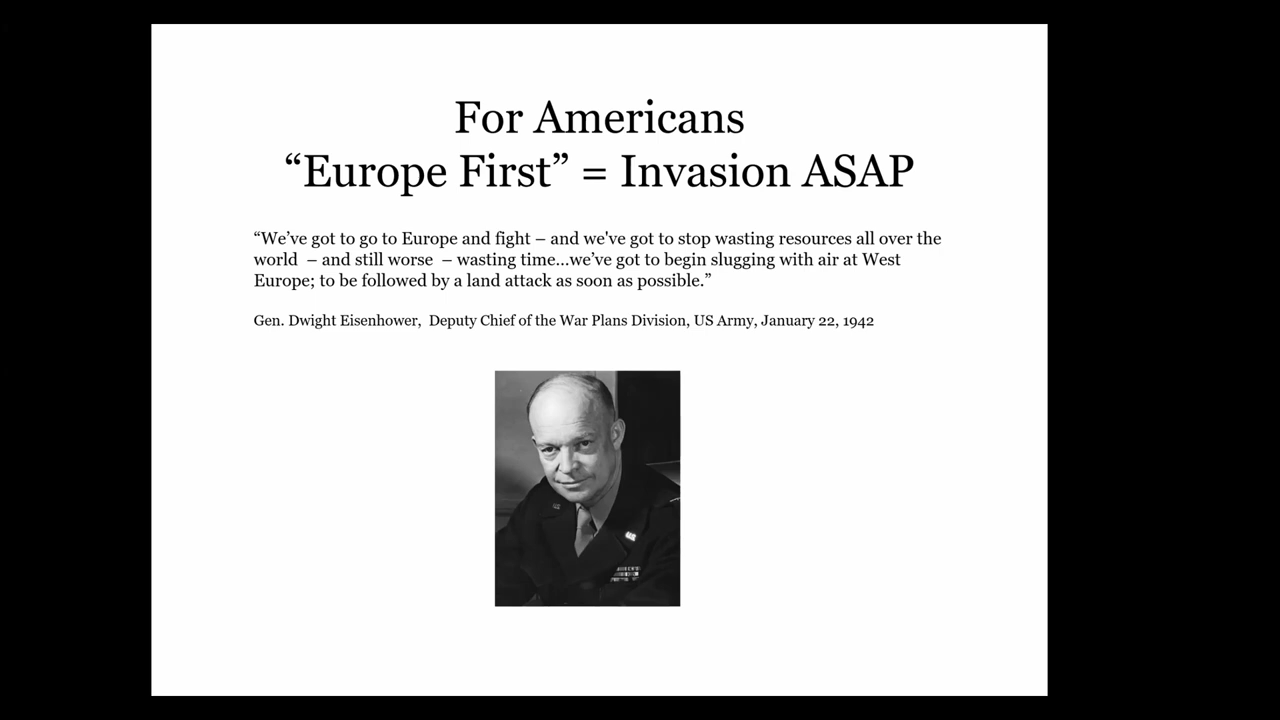 For Americans
“Europe First” = Invasion ASAP
“We’ve got to go to Europe and fight – and we've got to stop wasting resources all over the
world  – and still worse  – wasting time...we’ve got to begin slugging with air at West
Europe; to be followed by a land attack as soon as possible.”
Gen. Dwight Eisenhower,  Deputy Chief of the War Plans Division, US Army, January 22, 1942